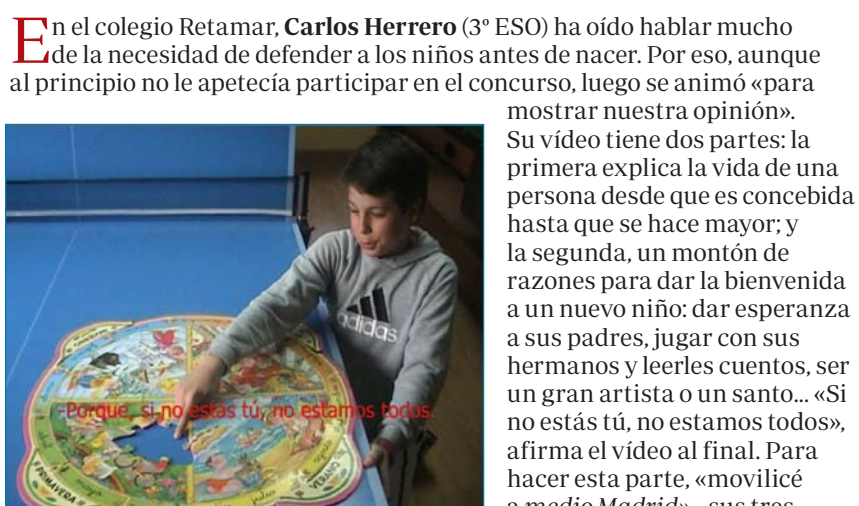 En el colegio Retamar, Carlos Herrero (3º ESO) ha oído hablar mucho
de la necesidad de defender a los niños antes de nacer. Por eso, aunque
al principio no le apetecía participar en el concurso, luego se animó «para
mostrar nuestra opinión».
Su vídeo tiene dos partes: la
primera explica la vida de una
persona desde que es concebida
hasta que se hace mayor; y
la segunda, un montón de
razones para dar la bienvenida
a un nuevo niño: dar esperanza
a sus padres, jugar con sus
hermanos y leerles cuentos, ser
un gran artista o un santo... «Si
no estás tú, no estamos todos»,
afirma el vídeo al final. Para
hacer esta parte, «movilicé
a medio Madrid»
adidas
-Porque, si no estás tú, no estamos todos.
PRIMAVERA
VERANO
julio